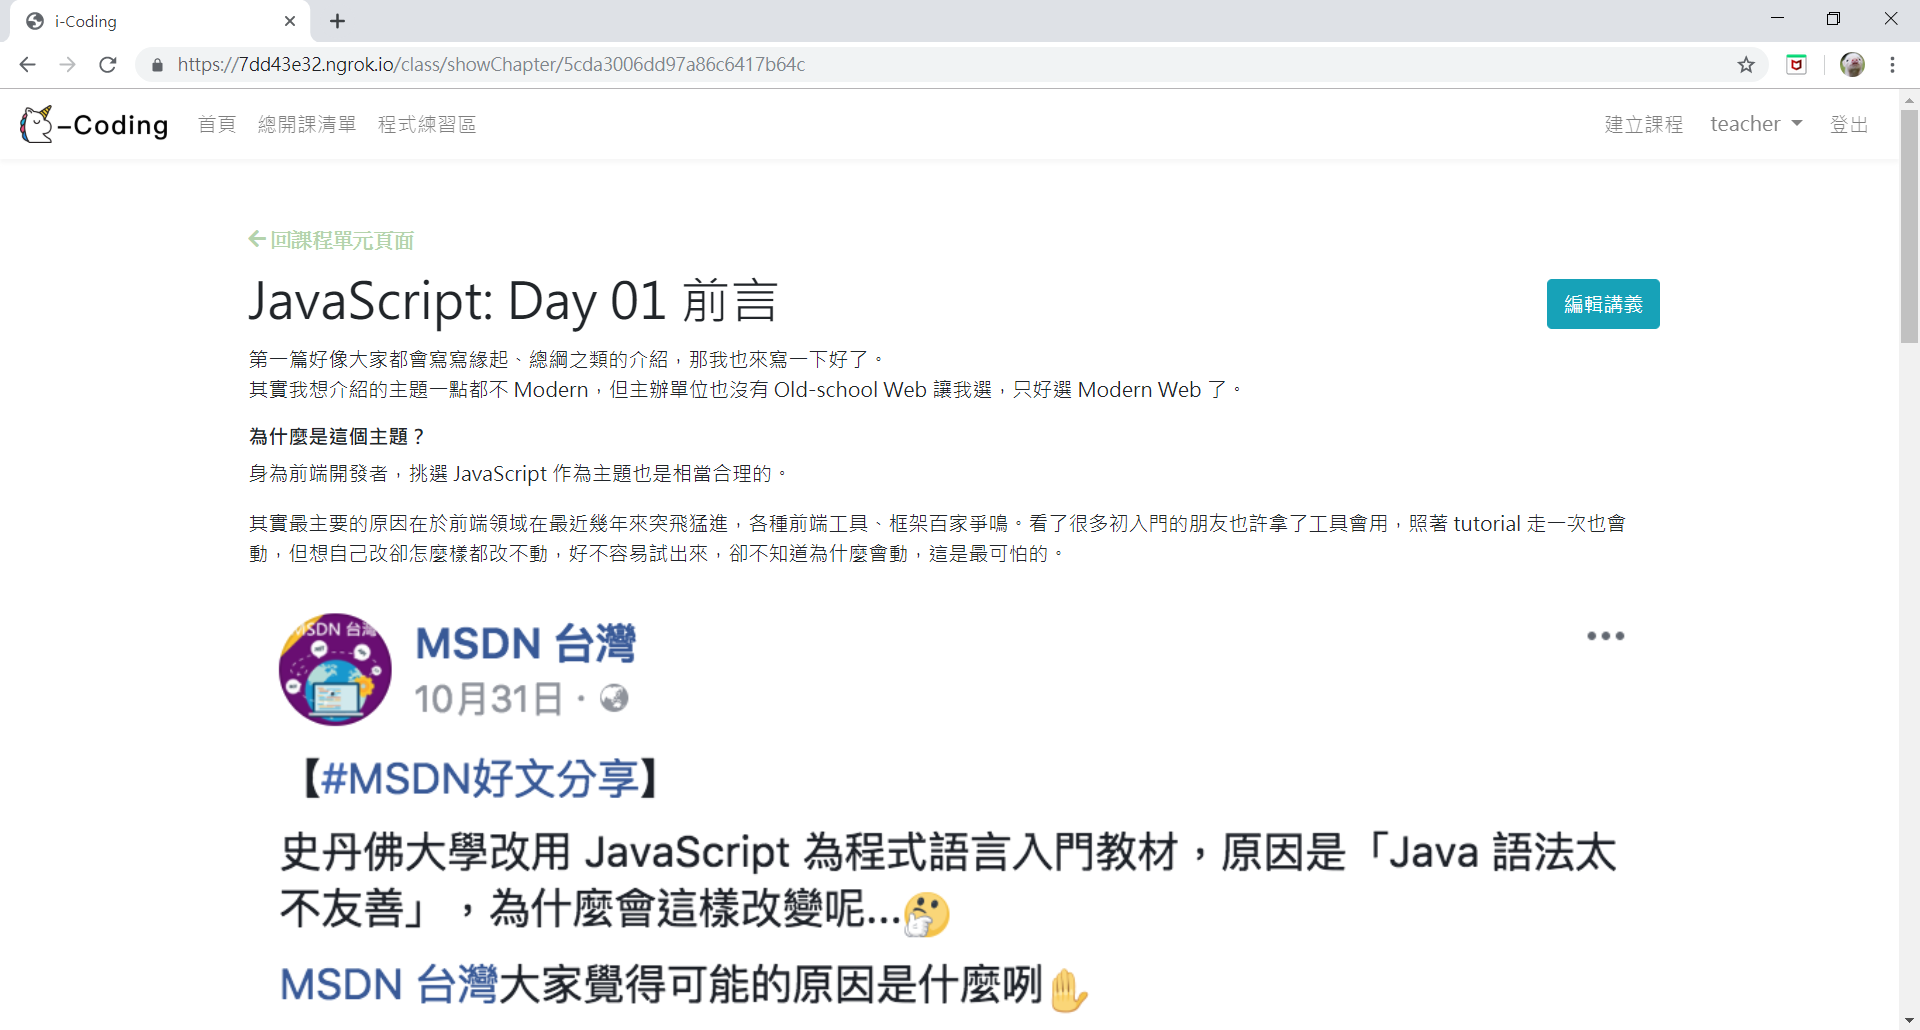 i-Coding
https://7dd43e32.ngrok.io/class/showChapter/5cda3006dd97a86c6417b64c
-Coding 首頁 總開課清單 程式練習區 建立課程 teacher 登出
回課程單元頁面
JavaScript: Day 01 前言
編輯講義
第一篇好像大家都會寫寫緣起、總綱之類的介紹，那我也來寫一下好了。
其實我想介紹的主題一點都不 Modern，但主辦單位也沒有 Old-school Web 讓我選，只好選 Modern Web 了。
為什麼是這個主題？
身為前端開發者，挑選 JavaScript 作為主題也是相當合理的。
其實最主要的原因在於前端領域在最近幾年來突飛猛進，各種前端工具、框架百家爭鳴。看了很多初入門的朋友也許拿了工具會用，照著 tutorial 走一次也會
動，但想自己改卻怎麼樣都改不動，好不容易試出來，卻不知道為什麼會動，這是最可怕的。
MSDN 台灣
MSDN 台灣
10月31日 ·
【#MSDN好文分享】
史丹佛大學改用 JavaScript 為程式語言入門教材，原因是「Java 語法太
不友善」，為什麼會這樣改變呢...🤔
MSDN 台灣大家覺得可能的原因是什麼咧✋